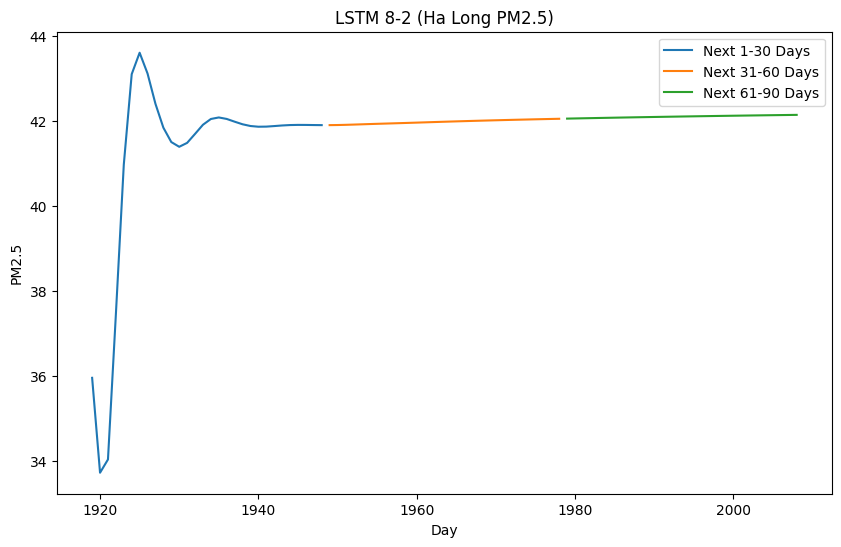 LSTM 8-2 (Ha Long PM2.5)
Next 1-30 Days
Next 31-60 Days
Next 61-90 Days
PM2.5
44
42
40
38
36
34
1920
1940
1960
1980
2000
Day